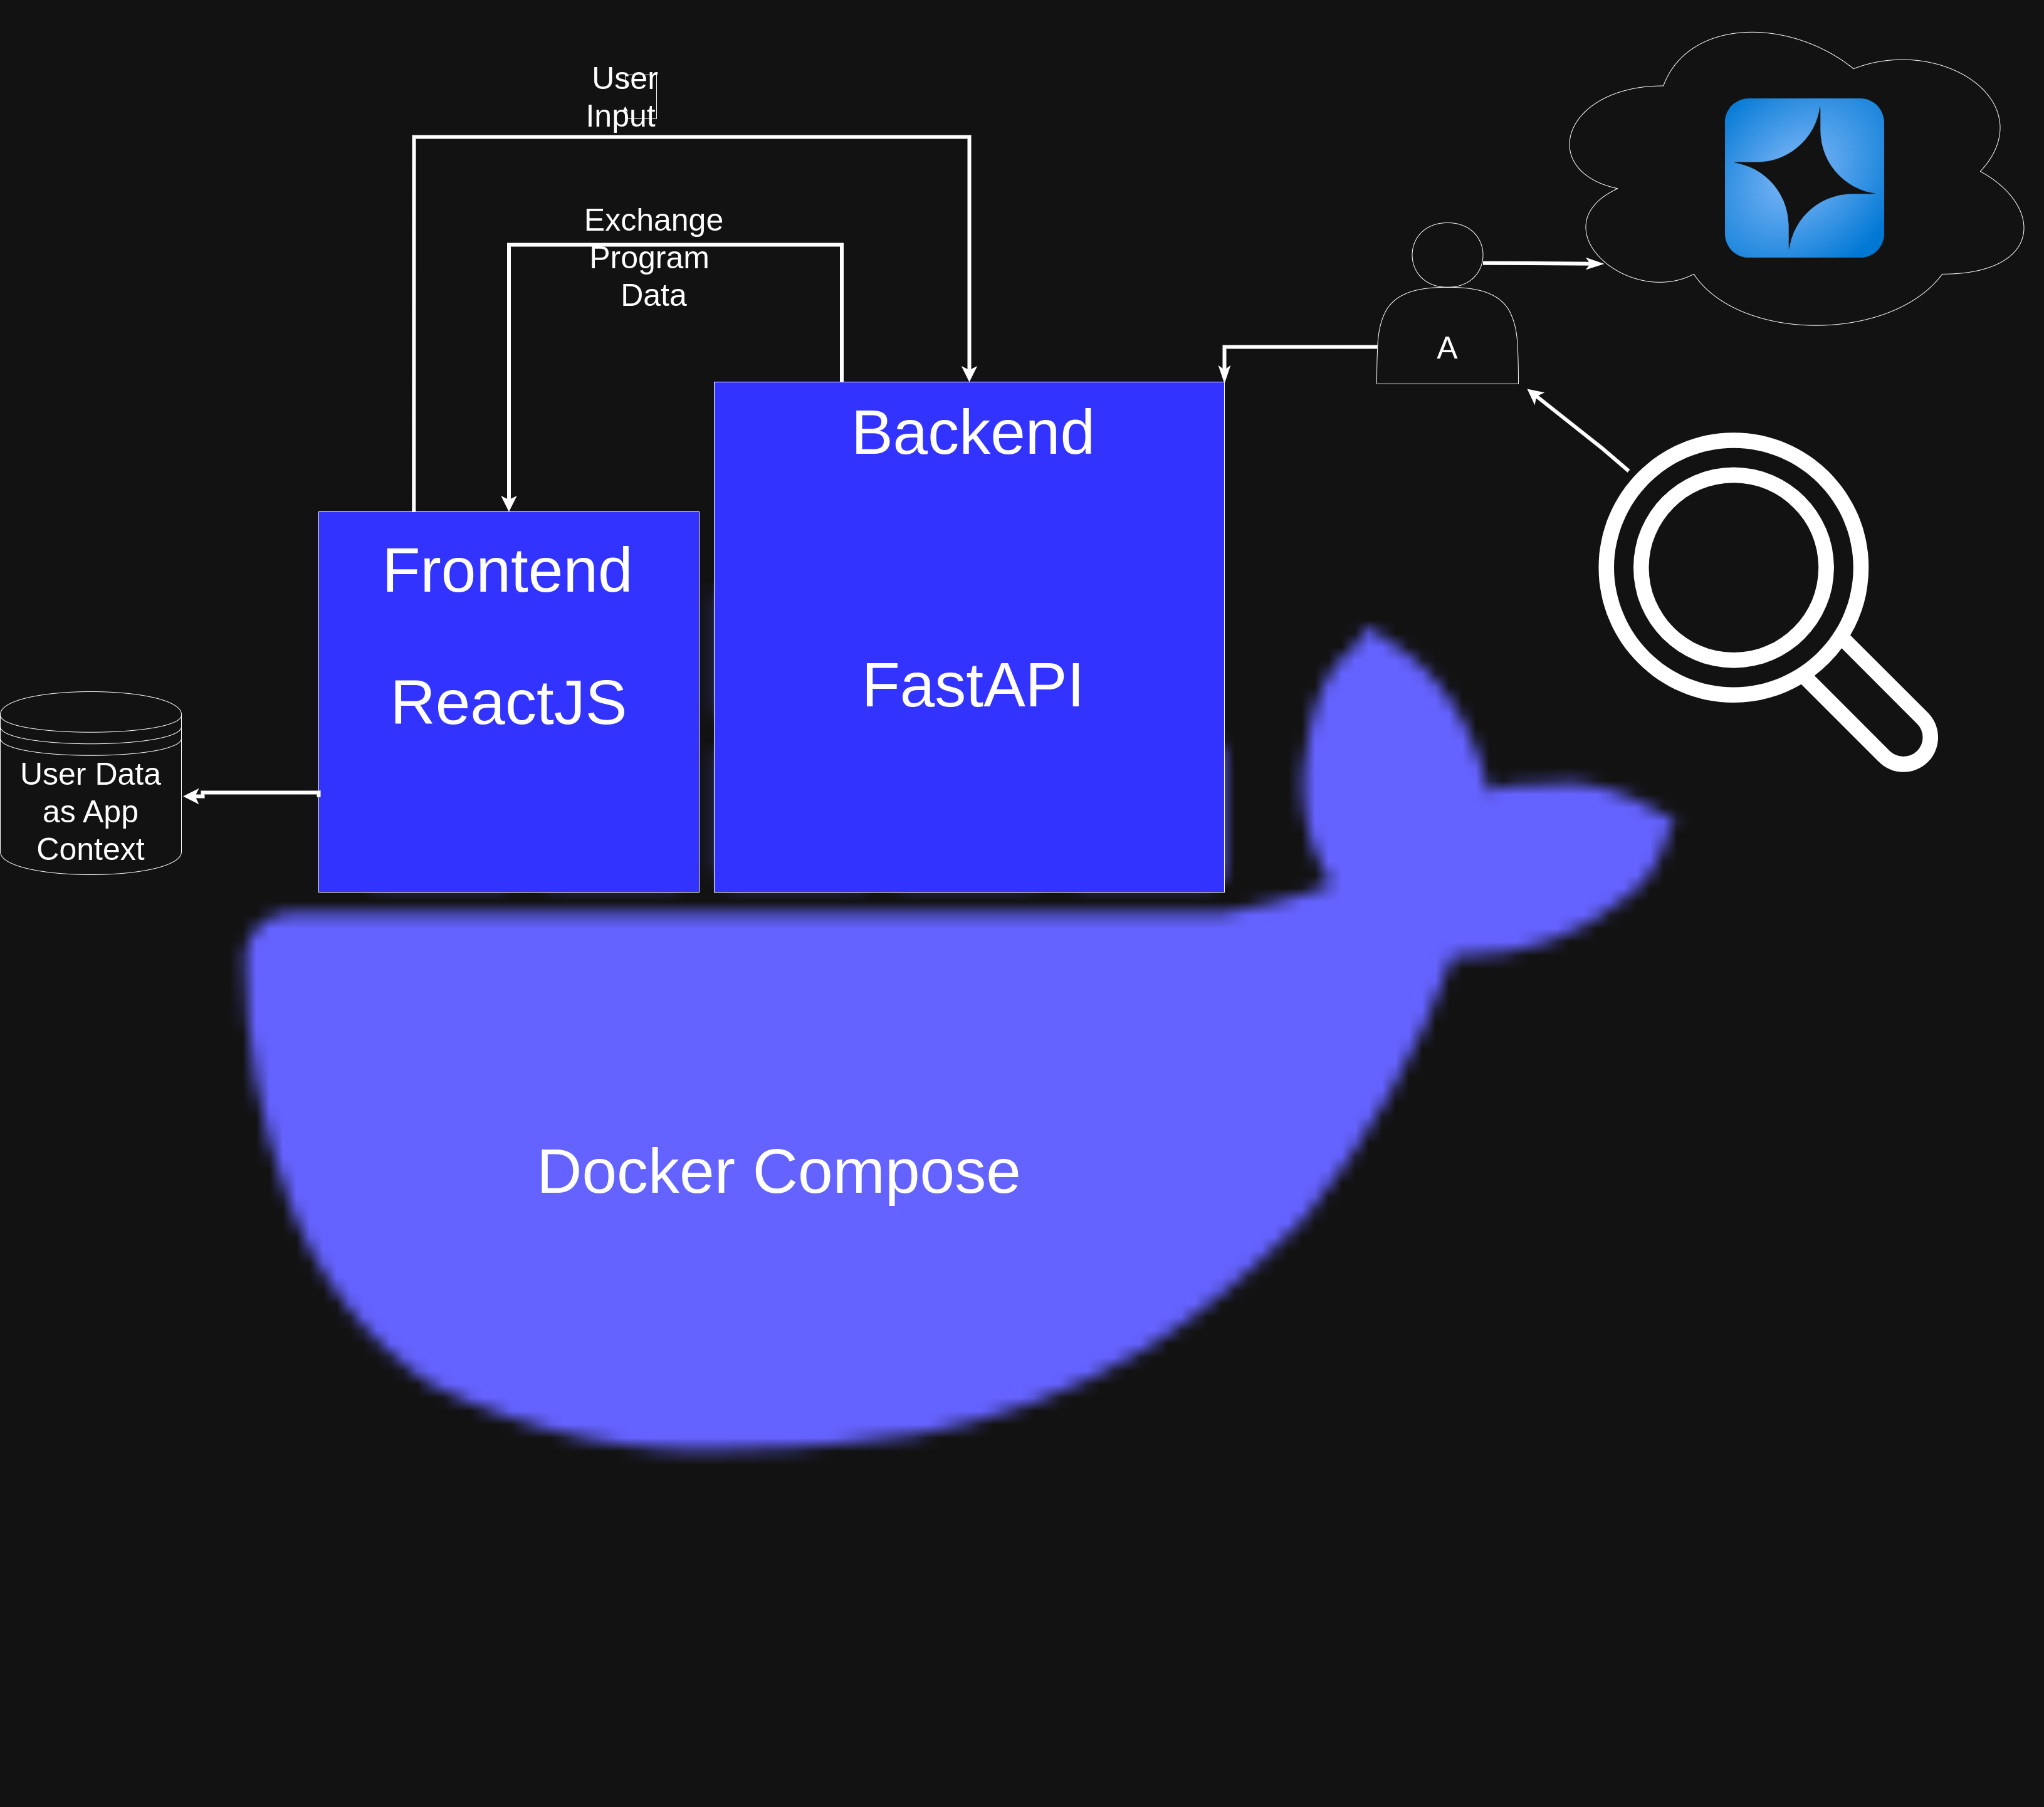 User
Input
Exchange
Program
Data
A
Backend
Frontend
FastAPI
ReactJS
User Data
as App
Context
Docker Compose